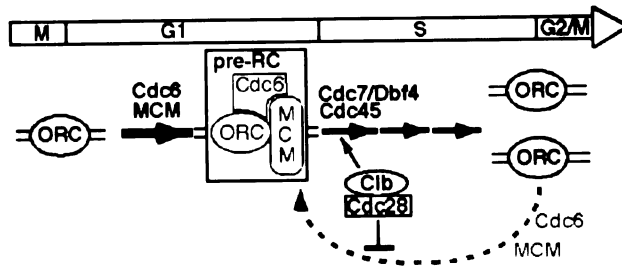 M G1 S G2/M
pre-RC
Cdc6
MCM
Cdc6
ORC
ORC
M
C
M
Cdc7/Dbf4
Cdc45
ORC
ORC
Clb
Cdc28
Cdc6
MCM